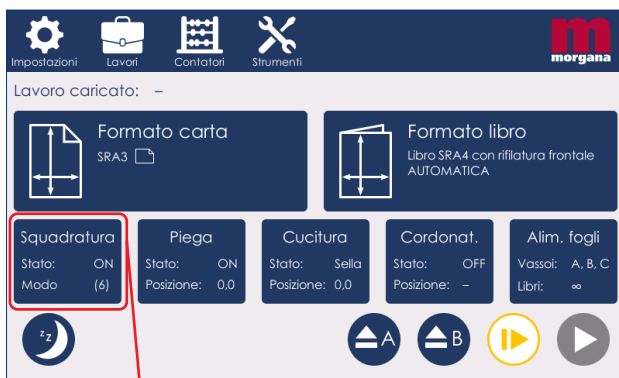 Impostazioni
Lavori
Contatori
Strumenti
morgana
Lavoro caricato: –
Formato carta
SRA3
Formato libro
Libro SRA4 con rifilatura frontale
AUTOMATICA
Squadratura
Stato: ON
Modo (6)
Piega
Stato: ON
Posizione: 0,0
Cucitura
Stato: Sella
Posizione: 0,0
Cordonat.
Stato: OFF
Posizione: –
Alim. fogli
Vassoi: A, B, C
Libri: ∞
z z
A
B